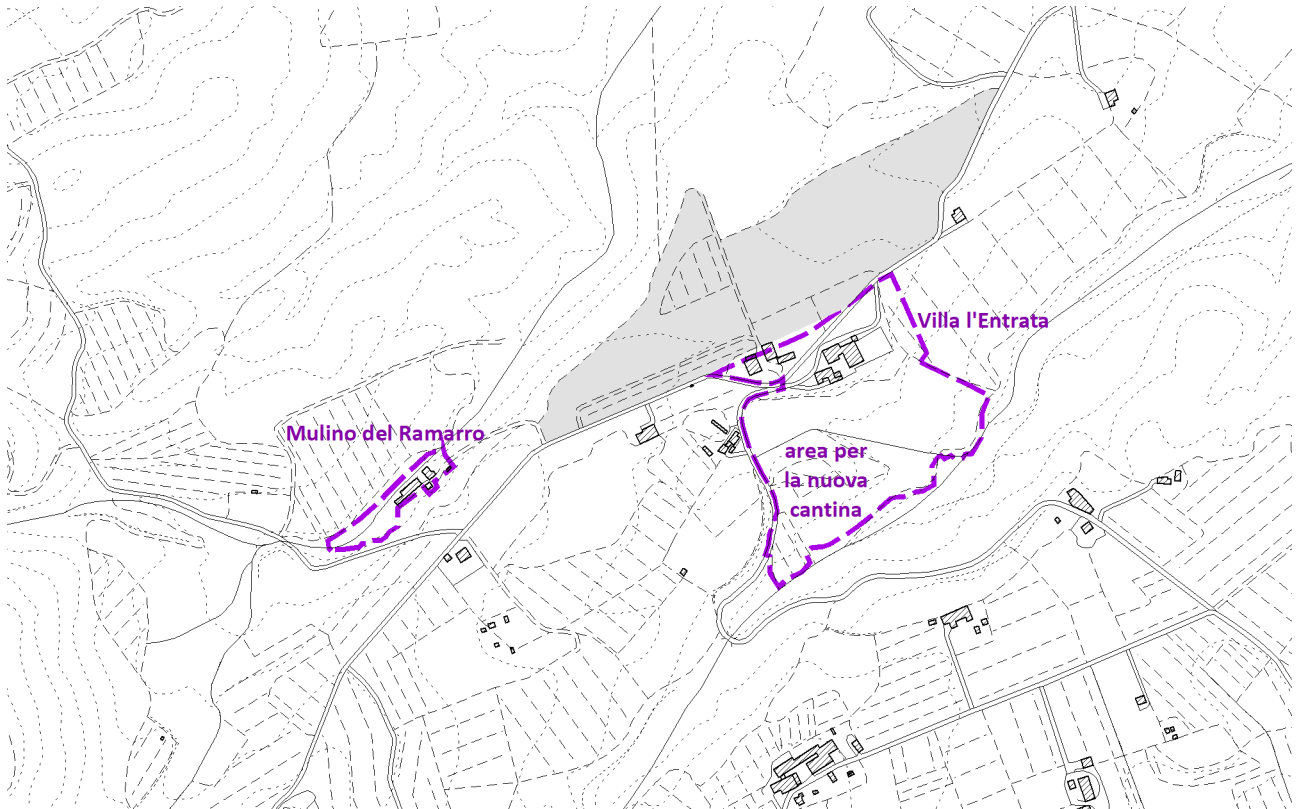 Villa l'Entrata
Mulino del Ramarro
area per
la nuova
cantina